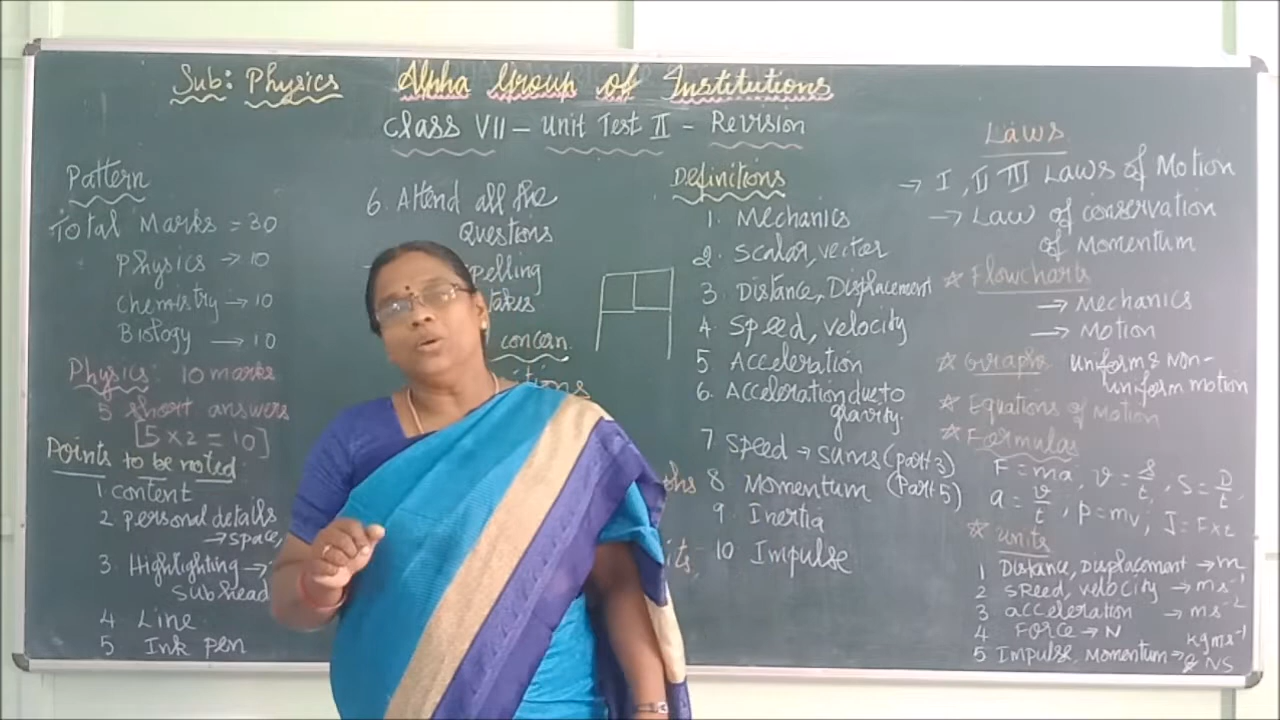 Sub: Physics
Alpha Group of Institutions
Class VII - Unit Test II - Revision
Pattern
Total Marks = 30
Physics → 10
Chemistry → 10
Biology → 10
Physics: 10 marks
5 short answers
[5 x 2 = 10]
Points to be noted
1 content
2 personal details
→ space,
3. Highlighting →
Subhead
4 Line
5 Ink pen
6. Attend all the
Questions
concan
Definitions
1. Mechanics
2. Scalar, vector
3 Distance, Displacement
4. Speed, velocity
5. Acceleration
6. Acceleration due to
gravity.
7 Speed → sums (part 3)
8 Momentum (Part 5)
9 Inertia
10 Impulse
Laws
→ I, II III Laws of Motion
→ Law of conservation
of Momentum
☆ Flowcharts
→ Mechanics
→ Motion
☆ Graphs uniform & Non-
uniform motion
☆ Equations of Motion
☆ Formulas
F = ma, v = s/t, S = D/t,
a = v/t, p = mv, J = F x t
☆ units
1 Distance, Displacement → m
2 Speed, velocity → ms⁻¹
3 acceleration → ms⁻²
4 Force → N
5 Impulse, Momentum → kgms⁻¹
& NS